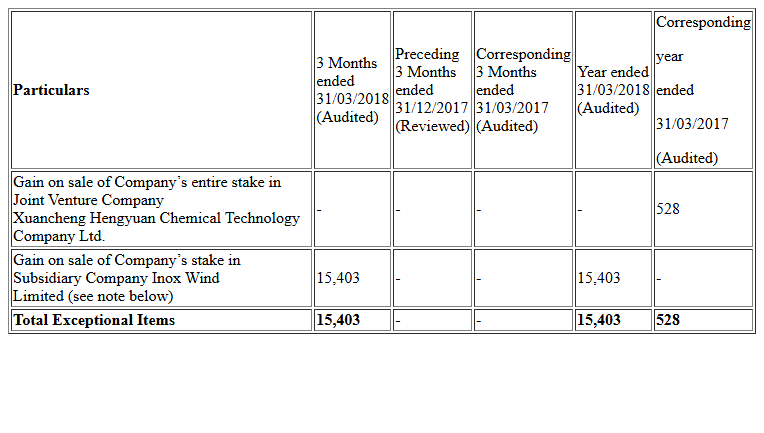 Particulars
3 Months
ended
31/03/2018
(Audited)
Preceding
3 Months
ended
31/12/2017
(Reviewed)
Corresponding
3 Months
ended
31/03/2017
(Audited)
Year ended
31/03/2018
(Audited)
Corresponding
year
ended
31/03/2017
(Audited)
Gain on sale of Company’s entire stake in
Joint Venture Company
Xuancheng Hengyuan Chemical Technology
Company Ltd.
- - - - 528
Gain on sale of Company’s stake in
Subsidiary Company Inox Wind
Limited (see note below)
15,403 - - 15,403 -
Total Exceptional Items 15,403 - - 15,403 528